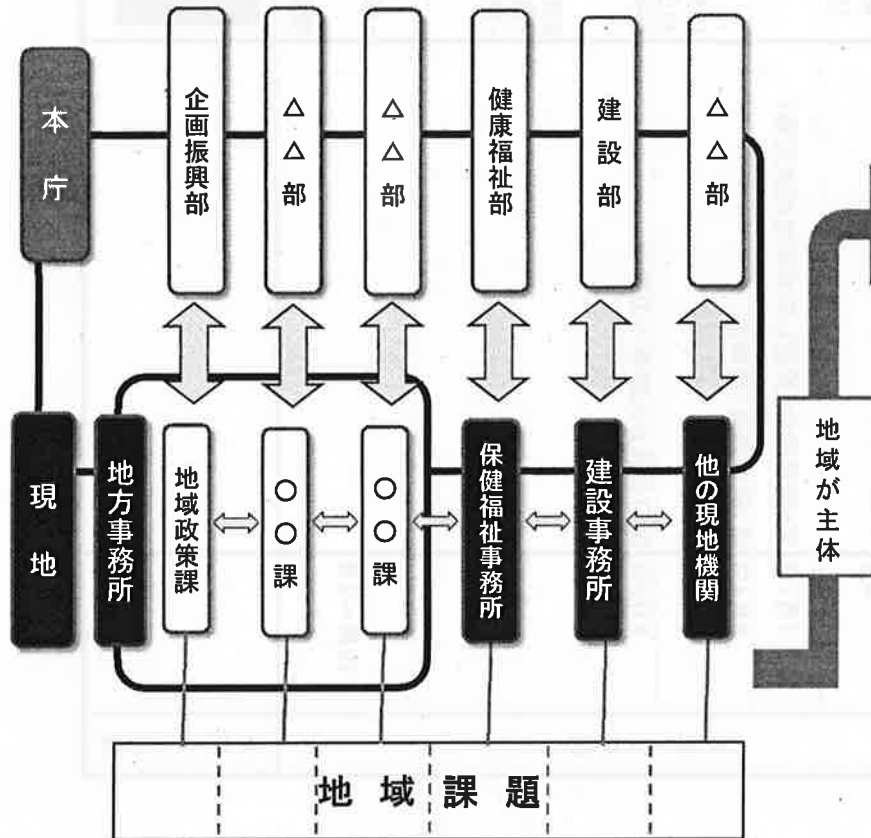 本庁
企画振興部
△△部
△△部
健康福祉部
建設部
△△部
現地
地方事務所
地域政策課
○○課
○○課
保健福祉事務所
建設事務所
他の現地機関
地域が主体
地域課題